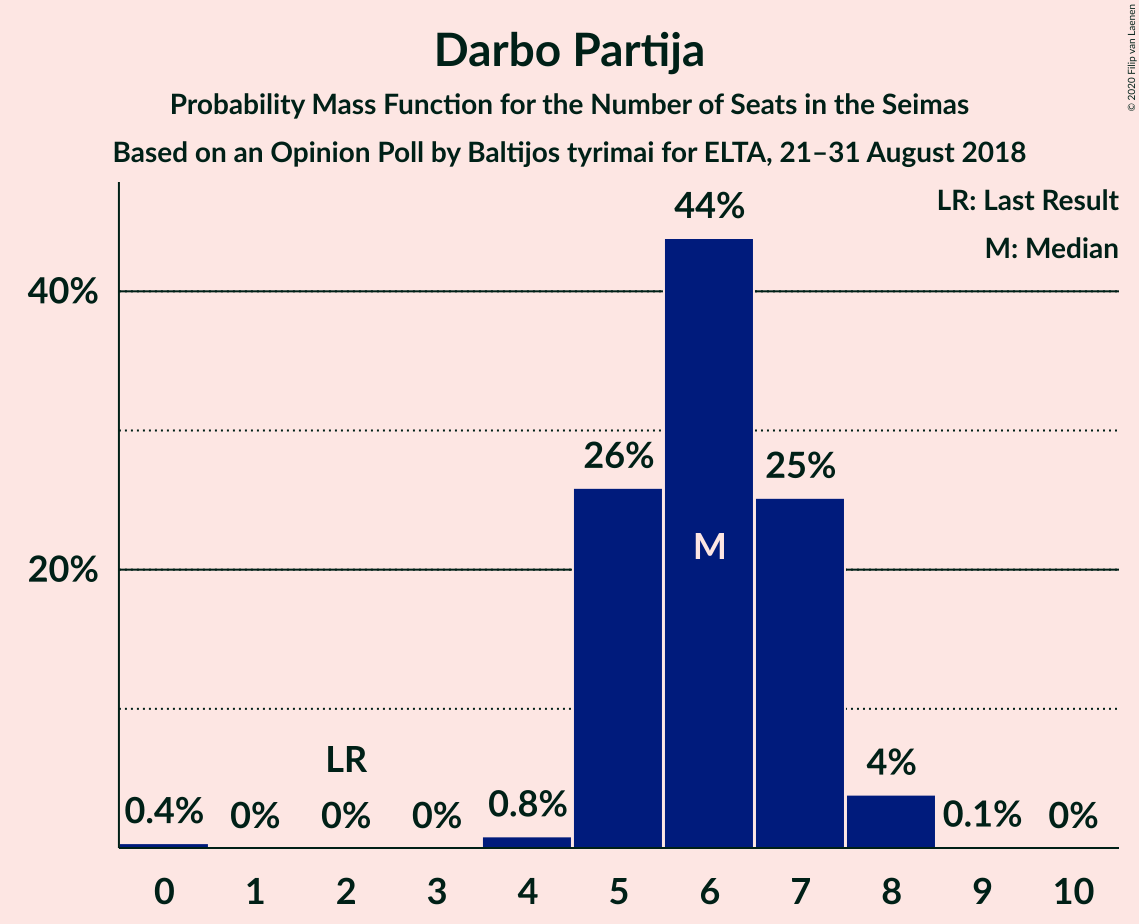 Darbo Partija
Probability Mass Function for the Number of Seats in the Seimas
Based on an Opinion Poll by Baltijos tyrimai for ELTA, 21–31 August 2018
© 2020 Filip van Laenen
LR: Last Result
M: Median
44%
40%
26%
25%
M
20%
LR
4%
0.4% 0% 0% 0% 0.8% 0.1% 0%
0 1 2 3 4 5 6 7 8 9 10